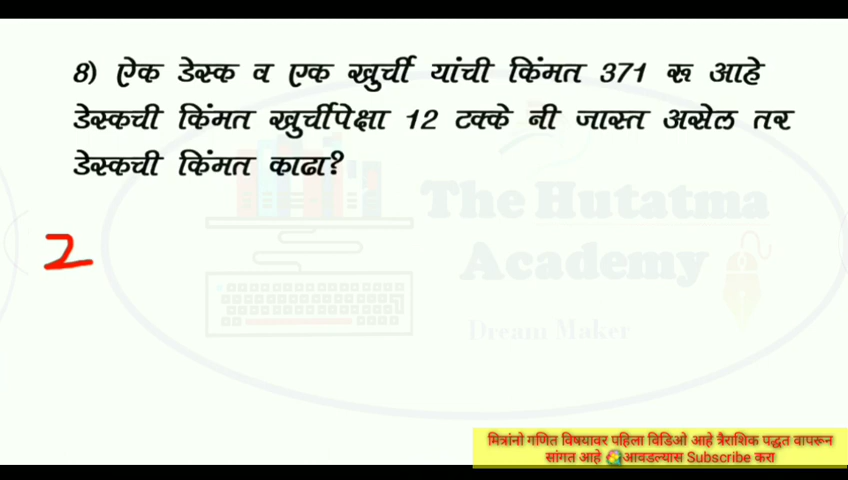 8) ऐक डेस्क व एक खुर्ची यांची किंमत 371 रू आहे
डेस्कची किंमत खुर्चीपेक्षा 12 टक्के नी जास्त असेल तर
डेस्कची किंमत काढा?
The Hutatma
Academy
Dream Maker
2
मित्रांनो गणित विषयावर पहिला विडिओ आहे त्रैराशिक पद्धत वापरून
सांगत आहे आवडल्यास Subscribe करा